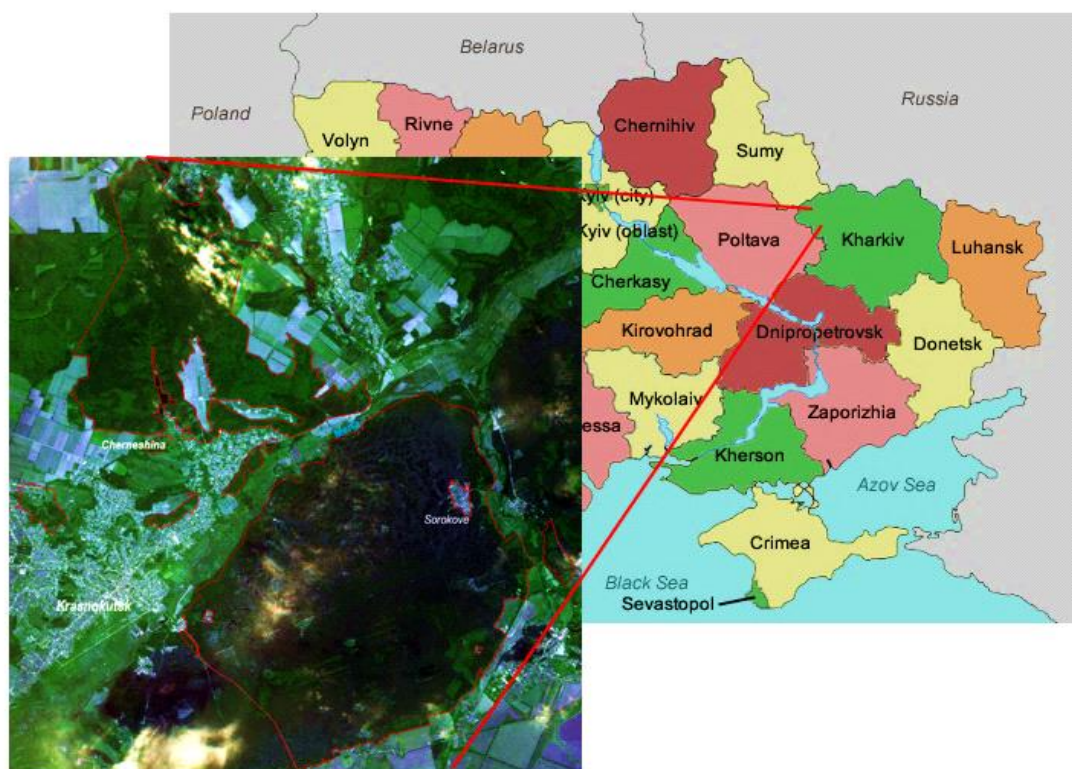 Belarus
Poland
Russia
Volyn
Rivne
Chernihiv
Sumy
Kyiv (city)
Kyiv (oblast)
Poltava
Kharkiv
Luhansk
Cherkasy
Kirovohrad
Dnipropetrovsk
Donetsk
Mykolaiv
Zaporizhia
essa
Kherson
Azov Sea
Crimea
Black Sea
Sevastopol
Cherneshina
Sorokove
Krasnokutsk